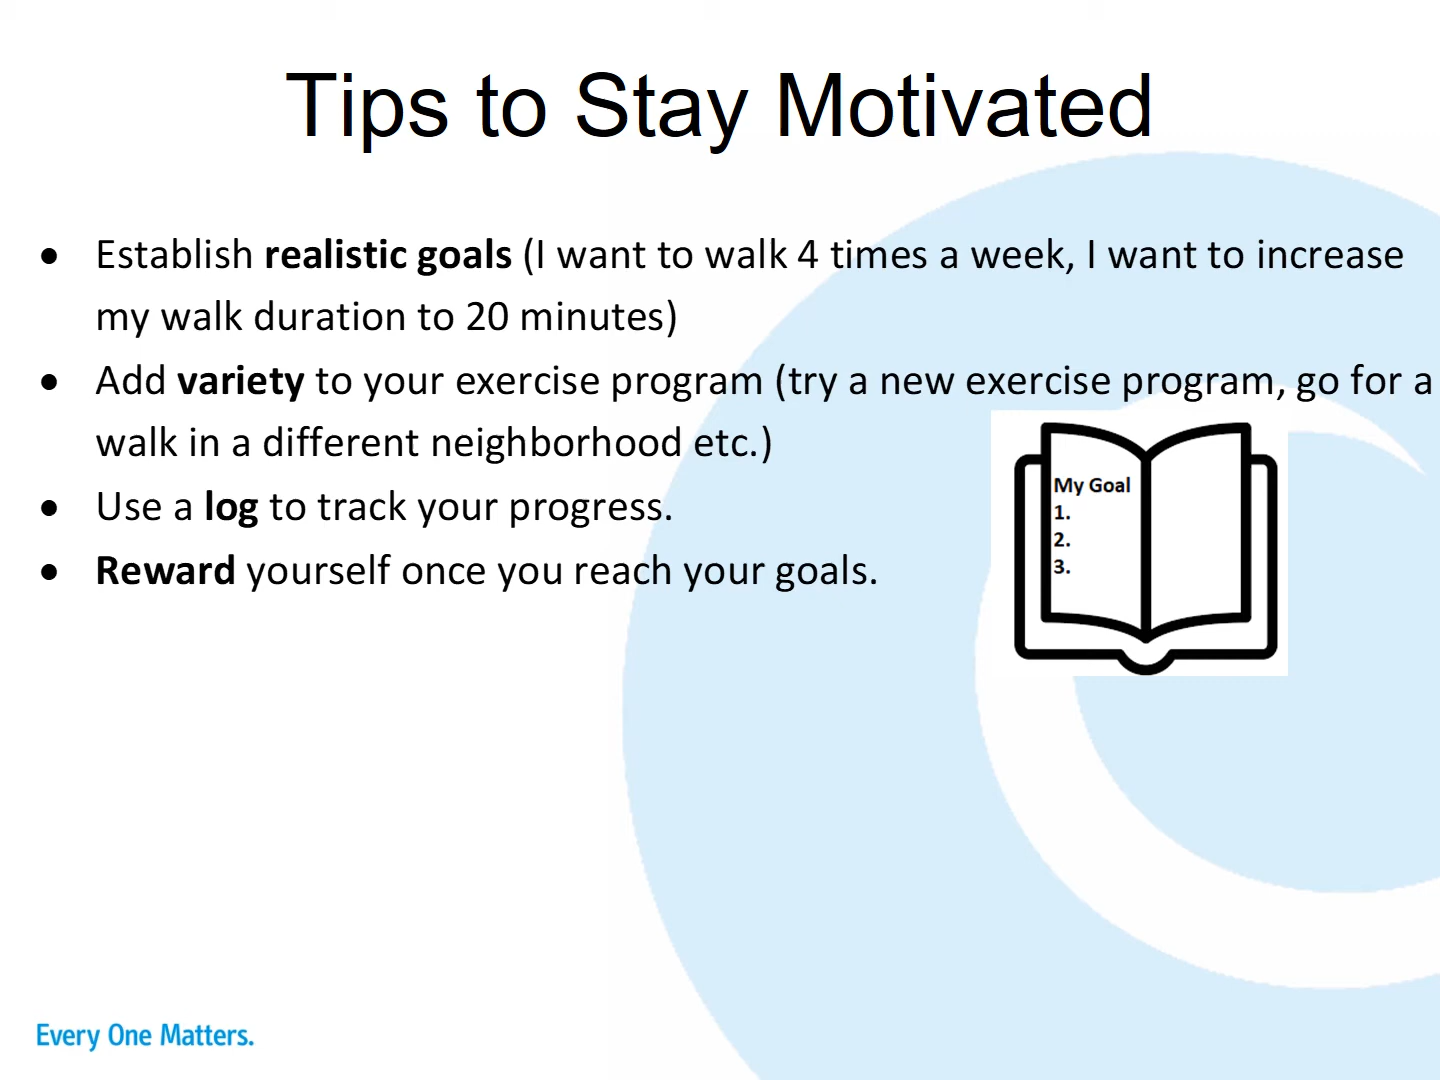 Tips to Stay Motivated
• Establish realistic goals (I want to walk 4 times a week, I want to increase
my walk duration to 20 minutes)
• Add variety to your exercise program (try a new exercise program, go for a
walk in a different neighborhood etc.)
• Use a log to track your progress.
• Reward yourself once you reach your goals.
My Goal
1.
2.
3.
Every One Matters.